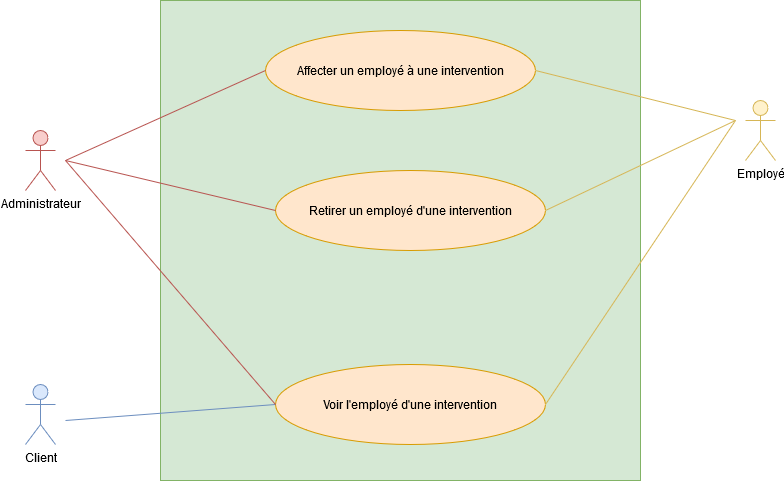 Affecter un employé à une intervention
Employé
Administrateur
Retirer un employé d'une intervention
Voir l'employé d'une intervention
Client